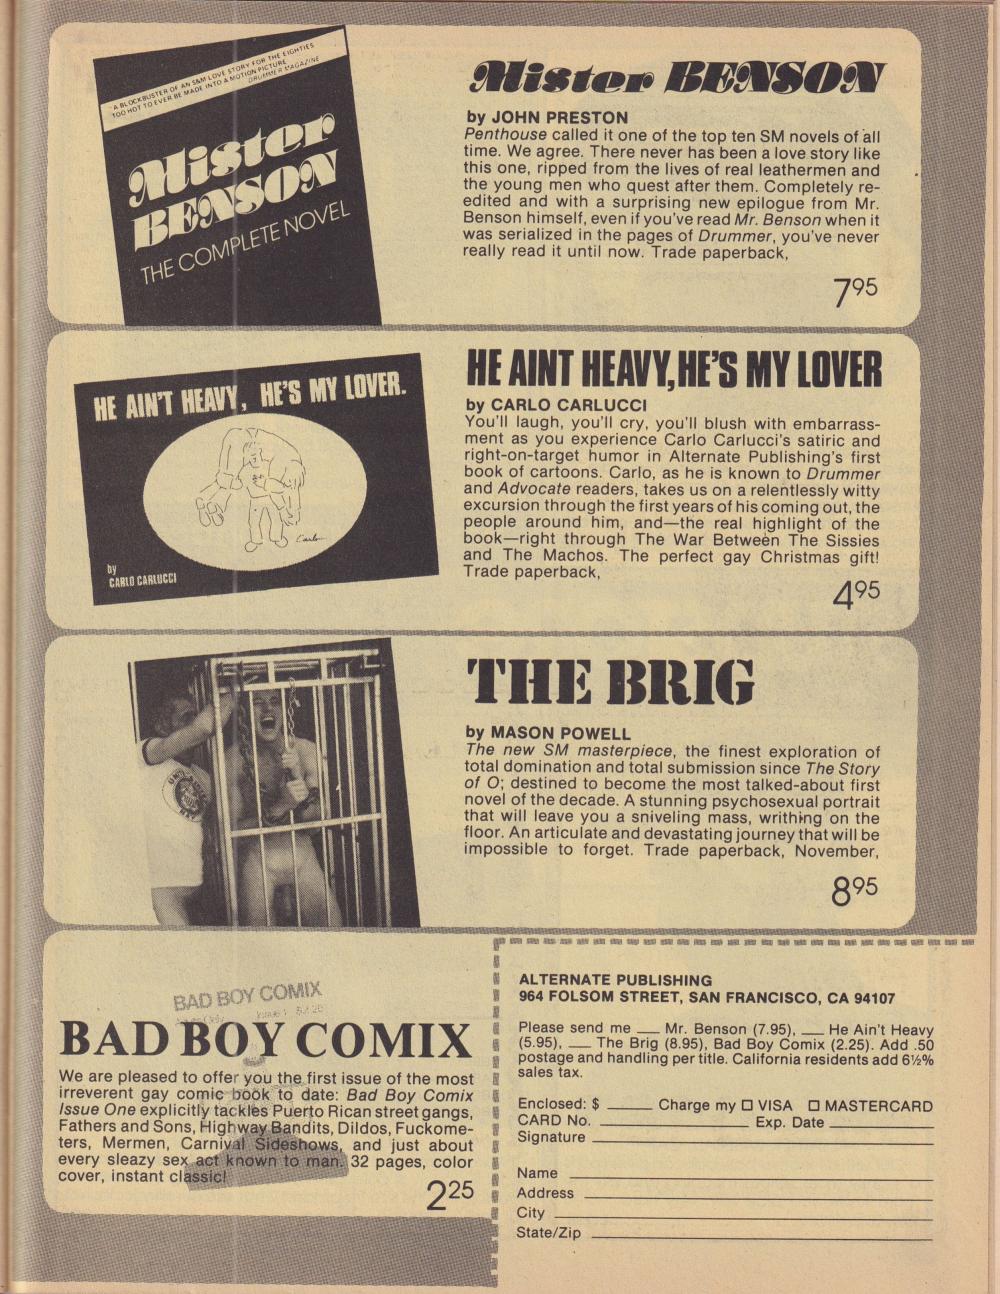 "A BLOCKBUSTER OF AN S&M LOVE STORY FOR THE EIGHTIES
TOO HOT TO EVER BE MADE INTO A MOTION PICTURE
DRUMMER MAGAZINE
Mister
BENSON
THE COMPLETE NOVEL
Mister BENSON
by JOHN PRESTON
Penthouse called it one of the top ten SM novels of all
time. We agree. There never has been a love story like
this one, ripped from the lives of real leathermen and
the young men who quest after them. Completely re-
edited and with a surprising new epilogue from Mr.
Benson himself, even if you've read Mr. Benson when it
was serialized in the pages of Drummer, you've never
really read it until now. Trade paperback,
795
HE AIN'T HEAVY, HE'S MY LOVER.
Carlo
by
CARLO CARLUCCI
HE AINT HEAVY, HE'S MY LOVER
by CARLO CARLUCCI
You'll laugh, you'll cry, you'll blush with embarrass-
ment as you experience Carlo Carlucci's satiric and
right-on-target humor in Alternate Publishing's first
book of cartoons. Carlo, as he is known to Drummer
and Advocate readers, takes us on a relentlessly witty
excursion through the first years of his coming out, the
people around him, and—the real highlight of the
book—right through The War Between The Sissies
and The Machos. The perfect gay Christmas gift!
Trade paperback,
495
THE BRIG
by MASON POWELL
The new SM masterpiece, the finest exploration of
total domination and total submission since The Story
of O; destined to become the most talked-about first
novel of the decade. A stunning psychosexual portrait
that will leave you a sniveling mass, writhing on the
floor. An articulate and devastating journey that will be
impossible to forget. Trade paperback, November,
895
BAD BOY COMIX
BAD BOY COMIX
We are pleased to offer you the first issue of the most
irreverent gay comic book to date: Bad Boy Comix
Issue One explicitly tackles Puerto Rican street gangs,
Fathers and Sons, Highway Bandits, Dildos, Fuckome-
ters, Mermen, Carnival Sideshows, and just about
every sleazy sex act known to man. 32 pages, color
cover, instant classic!
2 25
ALTERNATE PUBLISHING
964 FOLSOM STREET, SAN FRANCISCO, CA 94107
Please send me ___ Mr. Benson (7.95), ___ He Ain't Heavy
(5.95), ___ The Brig (8.95), Bad Boy Comix (2.25). Add .50
postage and handling per title. California residents add 6½%
sales tax.
Enclosed: $ ______ Charge my □ VISA □ MASTERCARD
CARD No. ______ Exp. Date ______
Signature ______
Name ______
Address ______
City ______
State/Zip ______